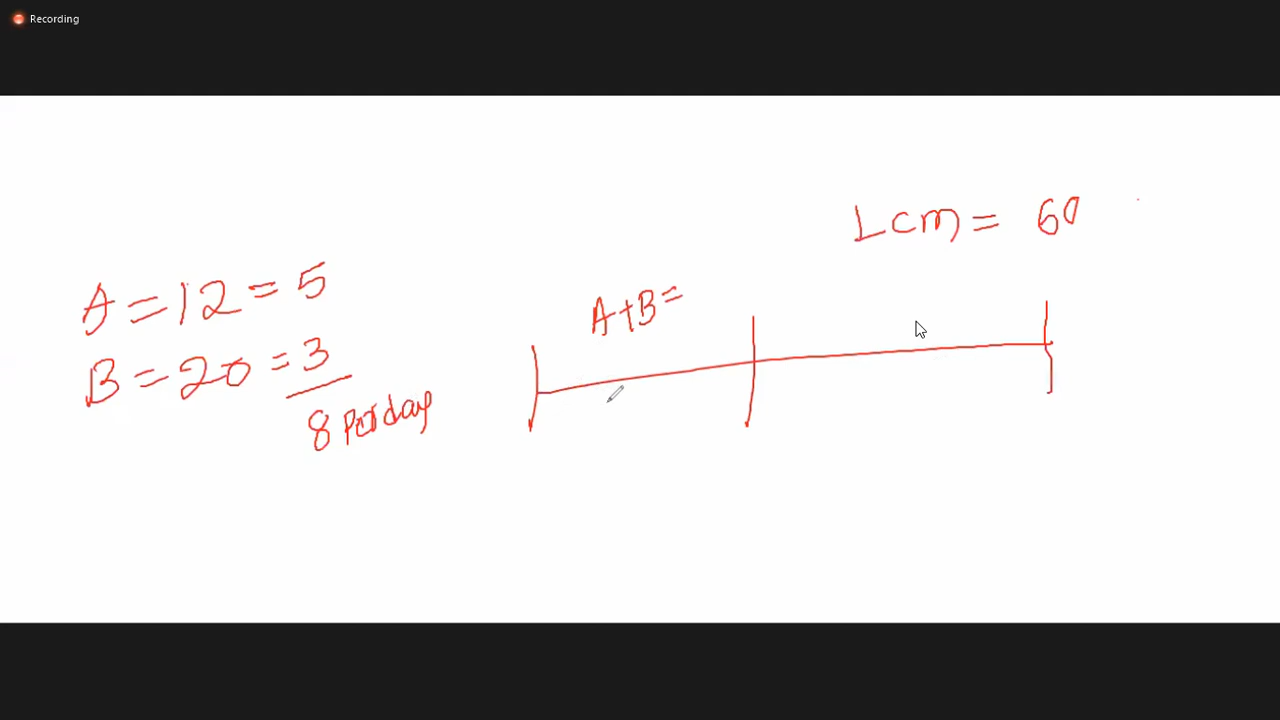 Recording
LCM = 60
A = 12 = 5
A+B=
B = 20 = 3
8 Per day